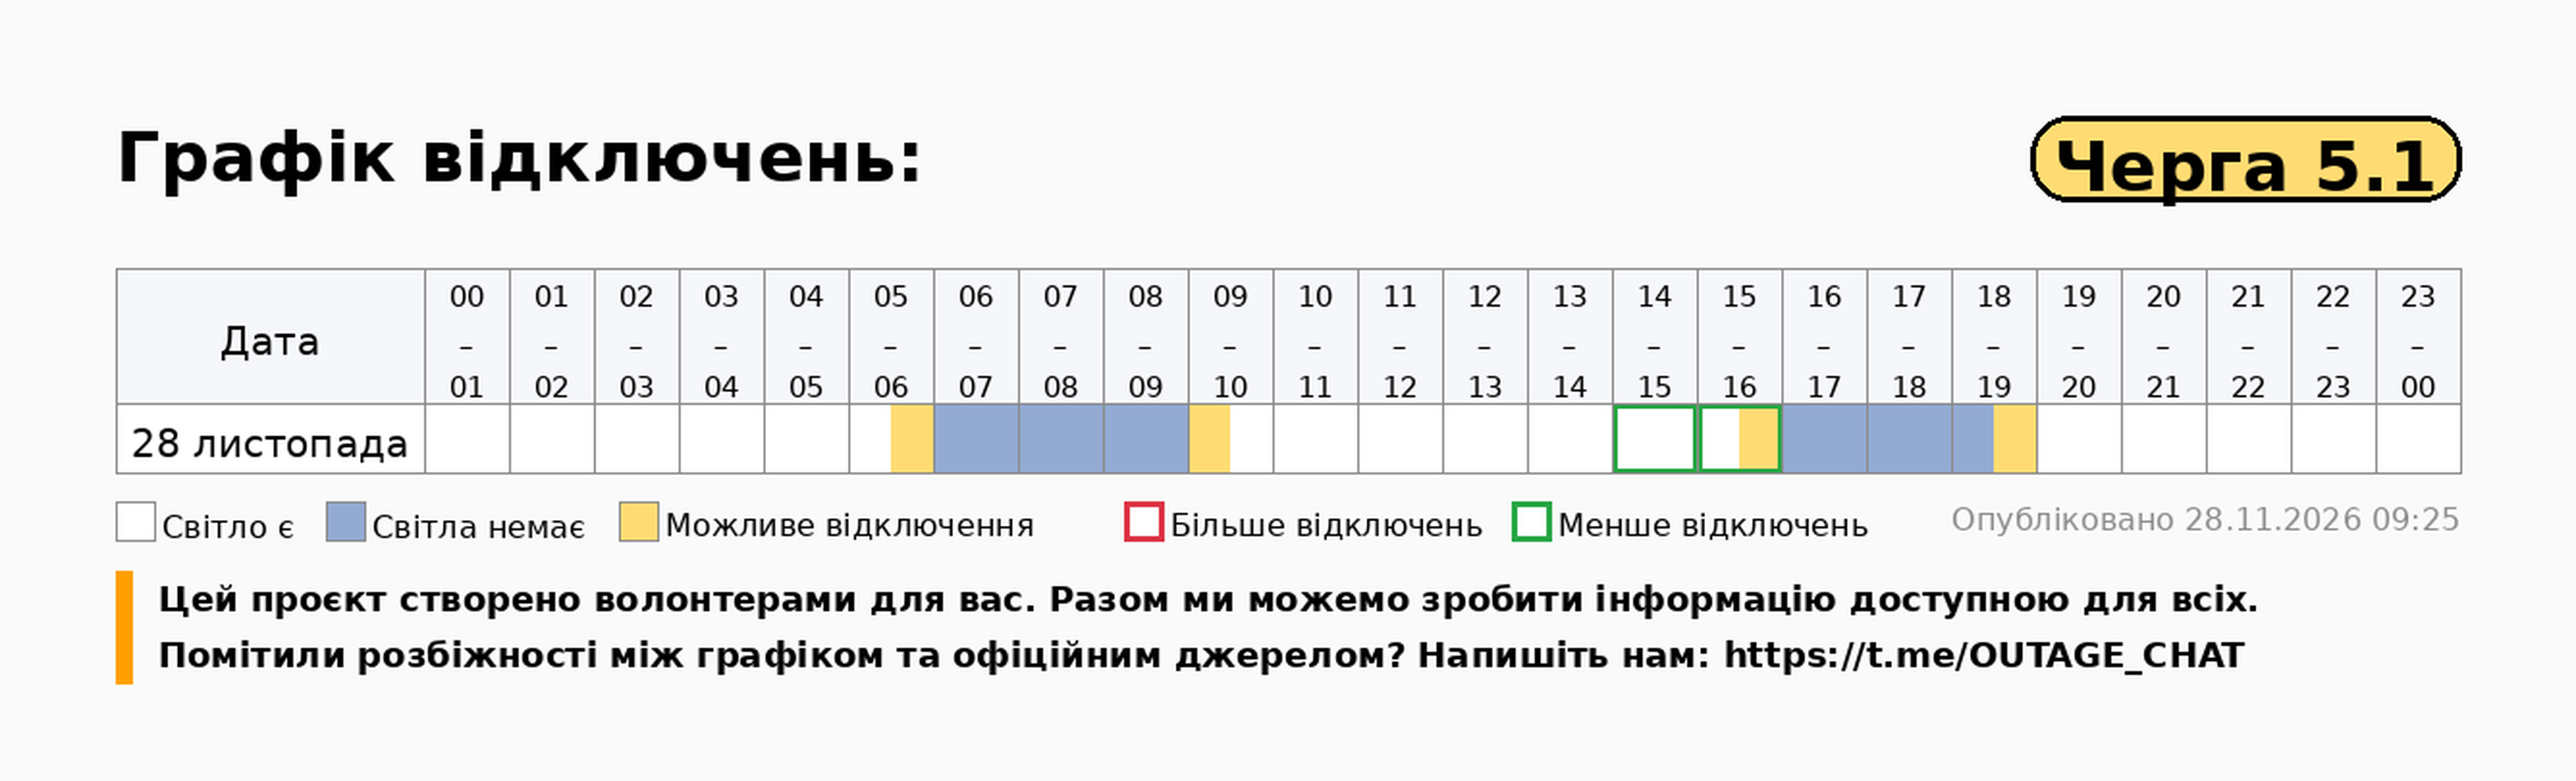 Графік відключень:
Черга 5.1
Дата
00 – 01
01 – 02
02 – 03
03 – 04
04 – 05
05 – 06
06 – 07
07 – 08
08 – 09
09 – 10
10 – 11
11 – 12
12 – 13
13 – 14
14 – 15
15 – 16
16 – 17
17 – 18
18 – 19
19 – 20
20 – 21
21 – 22
22 – 23
23 – 00
28 листопада
Світло є
Світла немає
Можливе відключення
Більше відключень
Менше відключень
Опубліковано 28.11.2026 09:25
Цей проєкт створено волонтерами для вас. Разом ми можемо зробити інформацію доступною для всіх.
Помітили розбіжності між графіком та офіційним джерелом? Напишіть нам: https://t.me/OUTAGE_CHAT